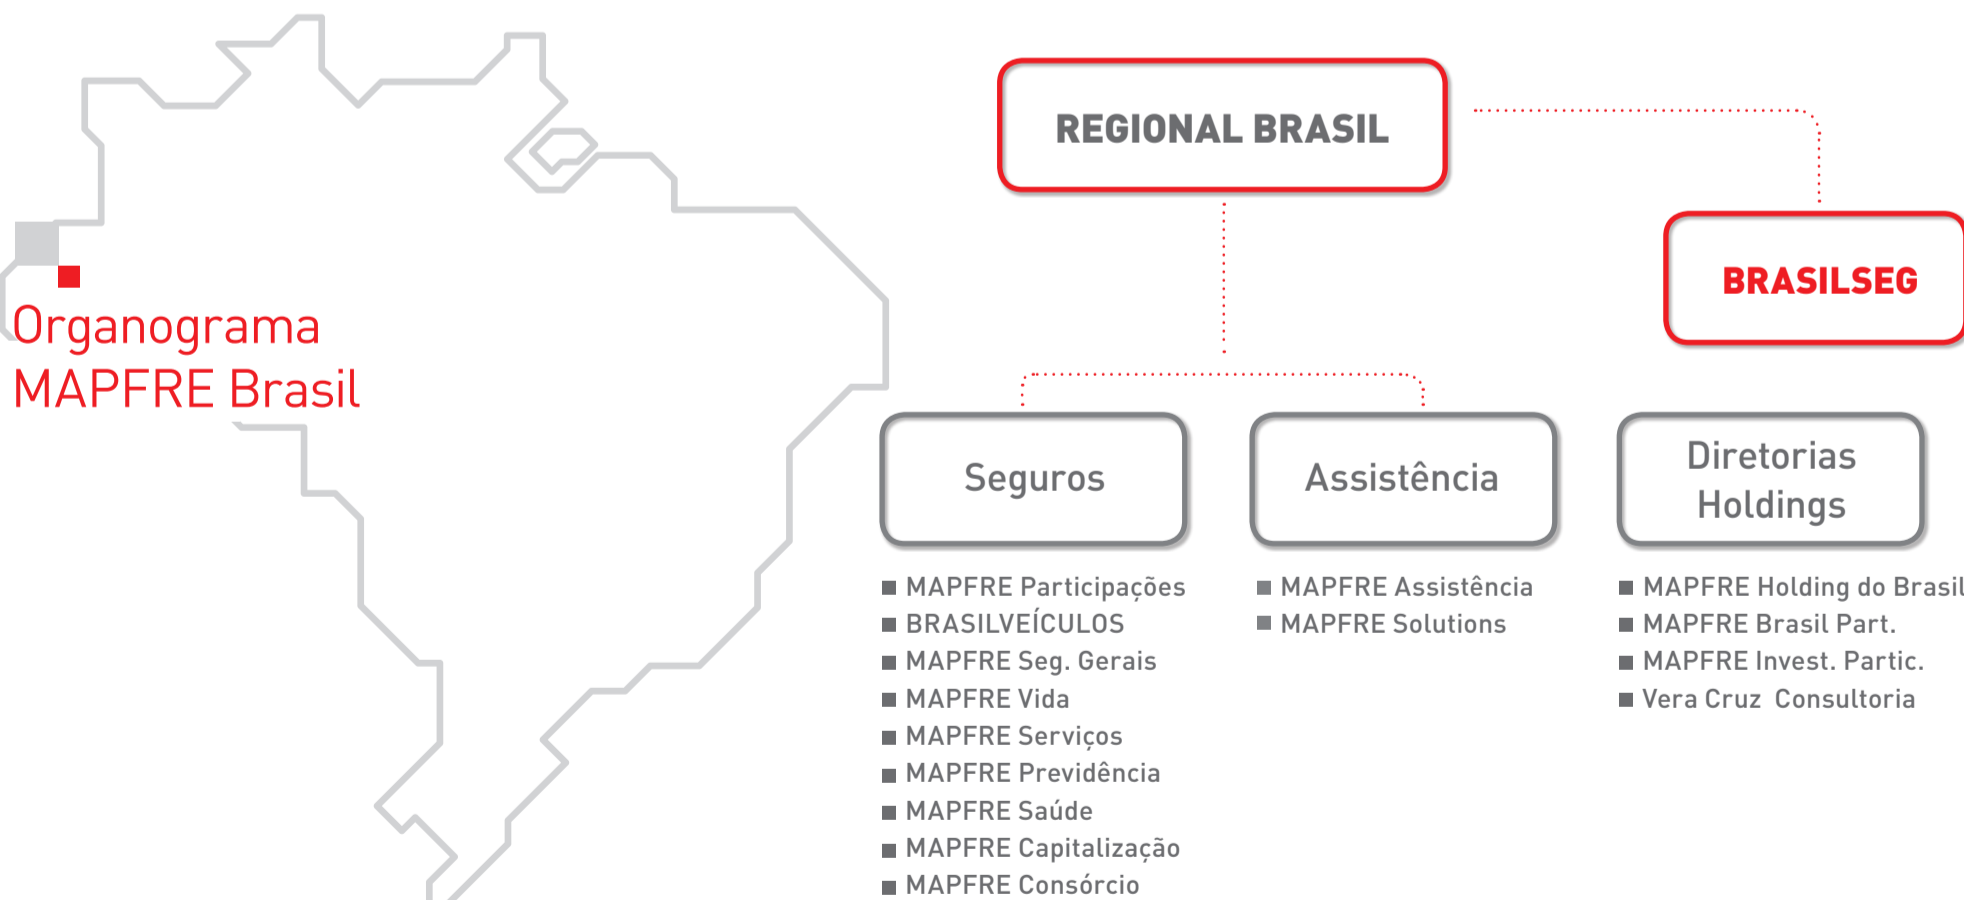 Organograma
MAPFRE Brasil
REGIONAL BRASIL
BRASILSEG
Seguros
MAPFRE Participações
BRASILVEÍCULOS
MAPFRE Seg. Gerais
MAPFRE Vida
MAPFRE Serviços
MAPFRE Previdência
MAPFRE Saúde
MAPFRE Capitalização
MAPFRE Consórcio
Assistência
MAPFRE Assistência
MAPFRE Solutions
Diretorias
Holdings
MAPFRE Holding do Brasil
MAPFRE Brasil Part.
MAPFRE Invest. Partic.
Vera Cruz Consultoria